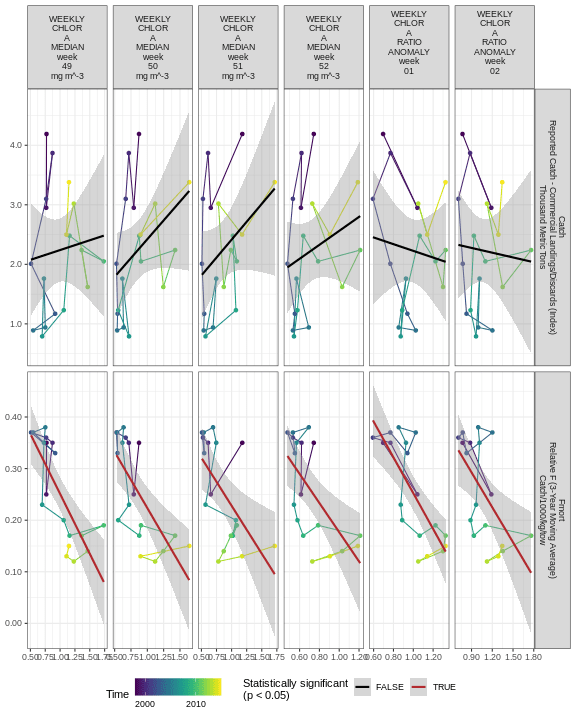 WEEKLY
CHLOR
A
MEDIAN
week
49
mg m^-3
WEEKLY
CHLOR
A
MEDIAN
week
50
mg m^-3
WEEKLY
CHLOR
A
MEDIAN
week
51
mg m^-3
WEEKLY
CHLOR
A
MEDIAN
week
52
mg m^-3
WEEKLY
CHLOR
A
RATIO
ANOMALY
week
01
WEEKLY
CHLOR
A
RATIO
ANOMALY
week
02
4.0
3.0
2.0
1.0
Catch
Reported Catch - Commercial Landings/Discards (Index)
Thousand Metric Tons
0.40
0.30
0.20
0.10
0.00
Fmort
Relative F (3-Year Moving Average)
Catch/1000/kg/tow
0.50 0.75 1.00 1.25 1.50 1.75
0.75 1.00 1.25 1.50
0.50 0.75 1.00 1.25 1.50
0.60 0.80 1.00 1.20
0.60 0.80 1.00 1.20
0.90 1.20 1.50 1.80
Time
2000
2010
Statistically significant
(p < 0.05)
FALSE
TRUE